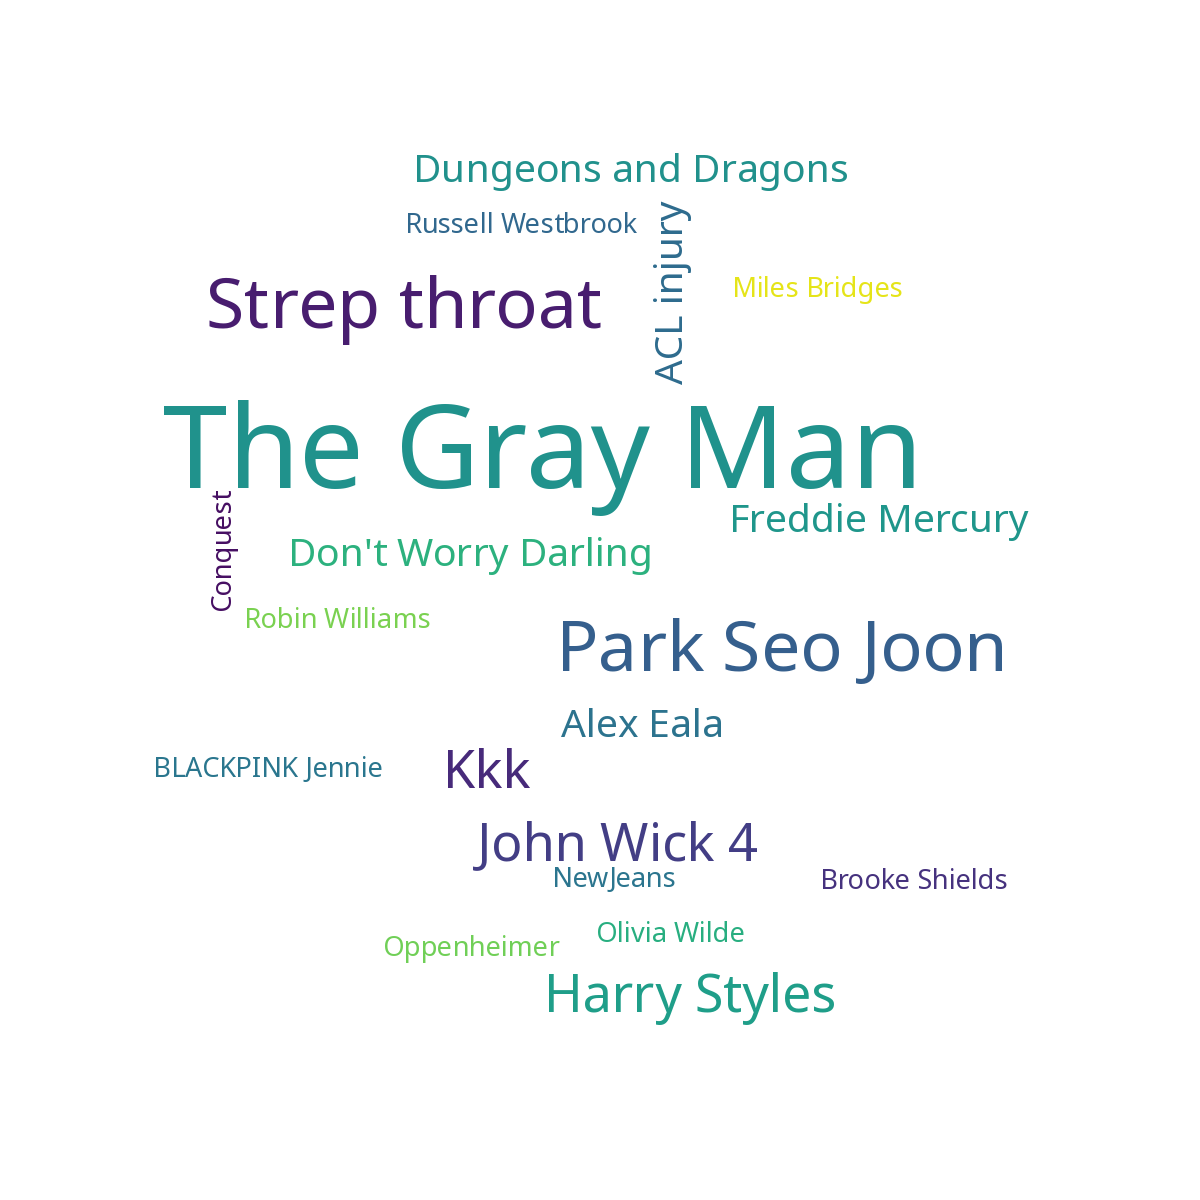 Dungeons and Dragons
Russell Westbrook
ACL injury
Miles Bridges
Strep throat
The Gray Man
Conquest
Freddie Mercury
Don't Worry Darling
Robin Williams
Park Seo Joon
Alex Eala
BLACKPINK Jennie
Kkk
John Wick 4
NewJeans
Brooke Shields
Olivia Wilde
Oppenheimer
Harry Styles